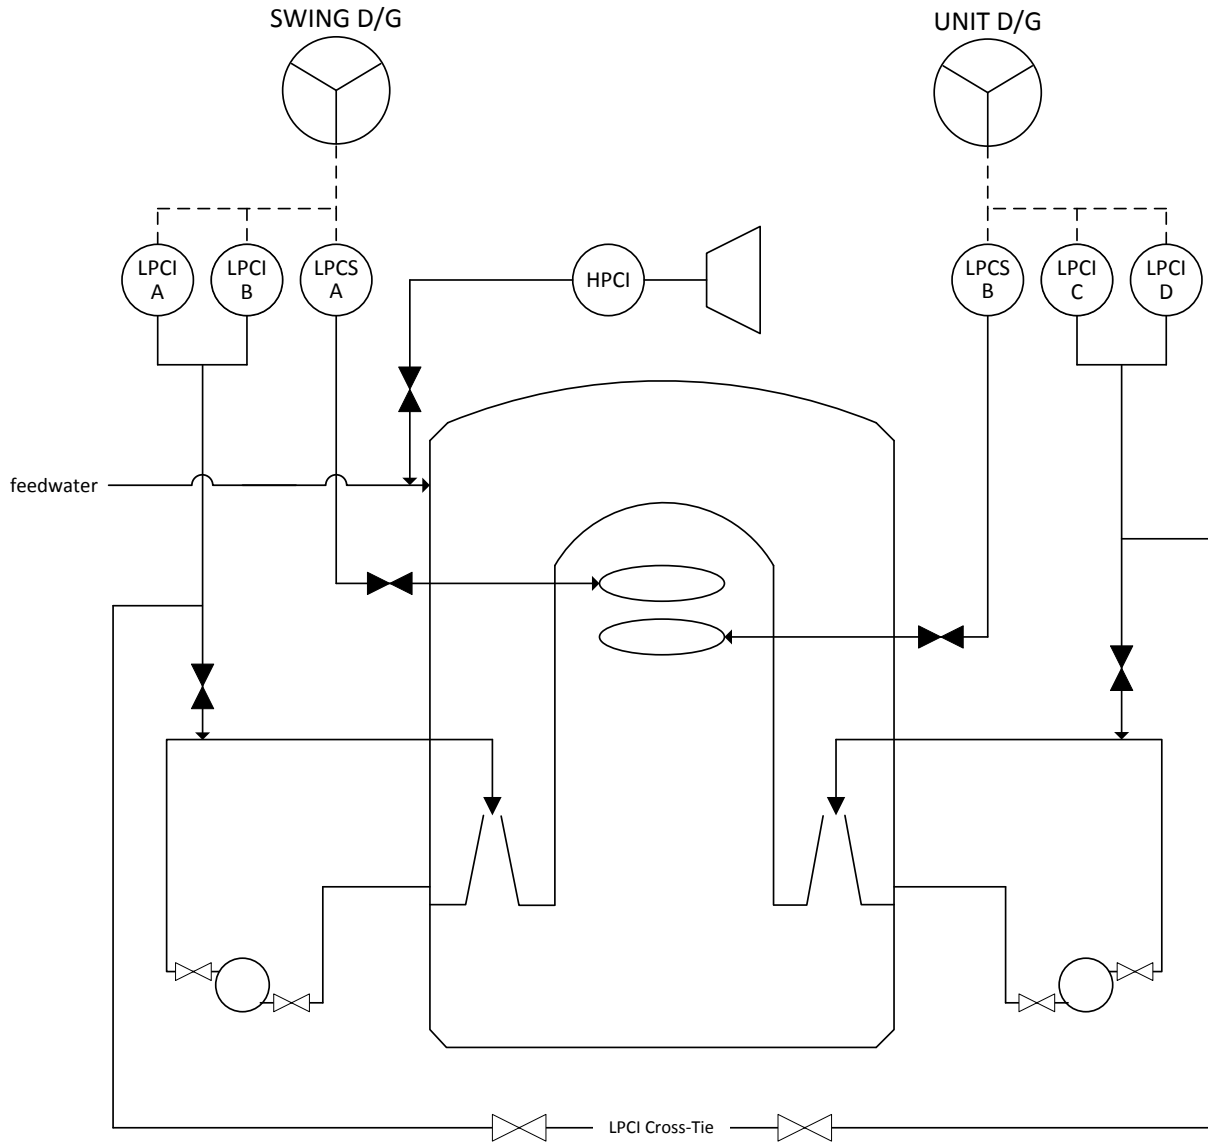 SWING D/G
UNIT D/G
LPCI
A
LPCI
B
LPCS
A
HPCI
LPCS
B
LPCI
C
LPCI
D
feedwater
LPCI Cross-Tie